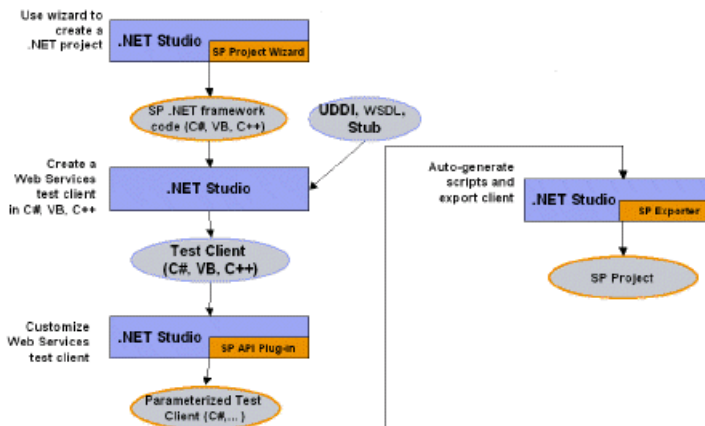 Use wizard to
create a
.NET project
.NET Studio
SP Project Wizard
SP .NET framework
code (C#, VB, C++)
UDDI, WSDL,
Stub
Create a
Web Services
test client
in C#, VB, C++
.NET Studio
Test Client
(C#, VB, C++)
Customize
Web Services
test client
.NET Studio
SP API Plug-in
Parameterized Test
Client (C#,... )
Auto-generate
scripts and
export client
.NET Studio
SP Exporter
SP Project